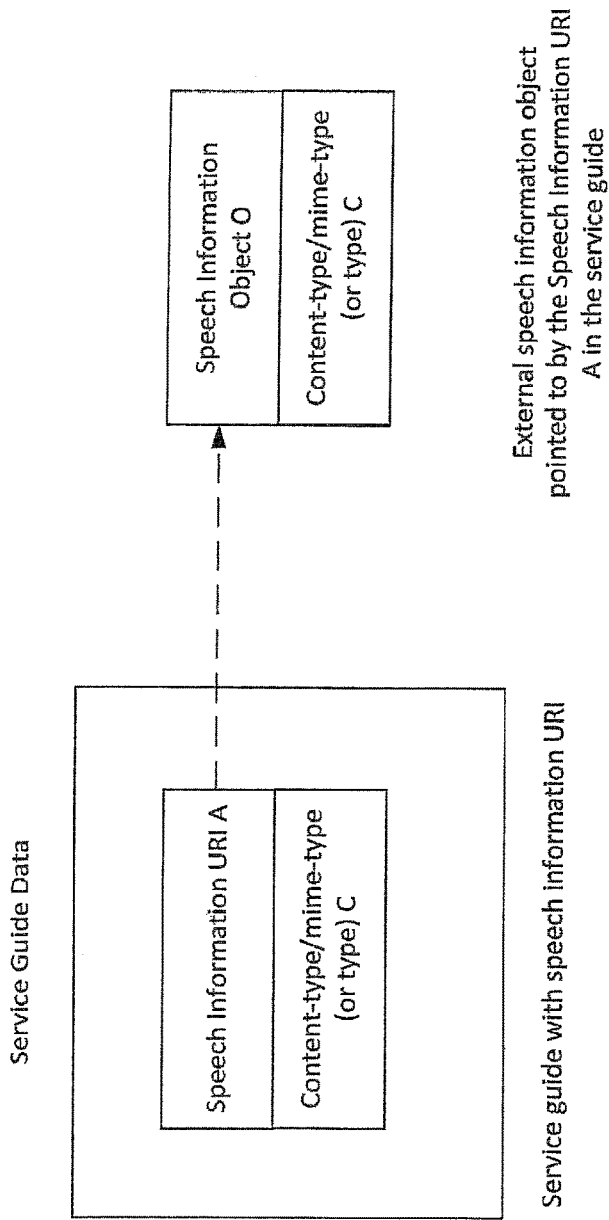 Service Guide Data
Speech Information URI A
Content-type/mime-type
(or type) C
Service guide with speech information URI
Speech Information
Object O
Content-type/mime-type
(or type) C
External speech information object
pointed to by the Speech Information URI
A in the service guide